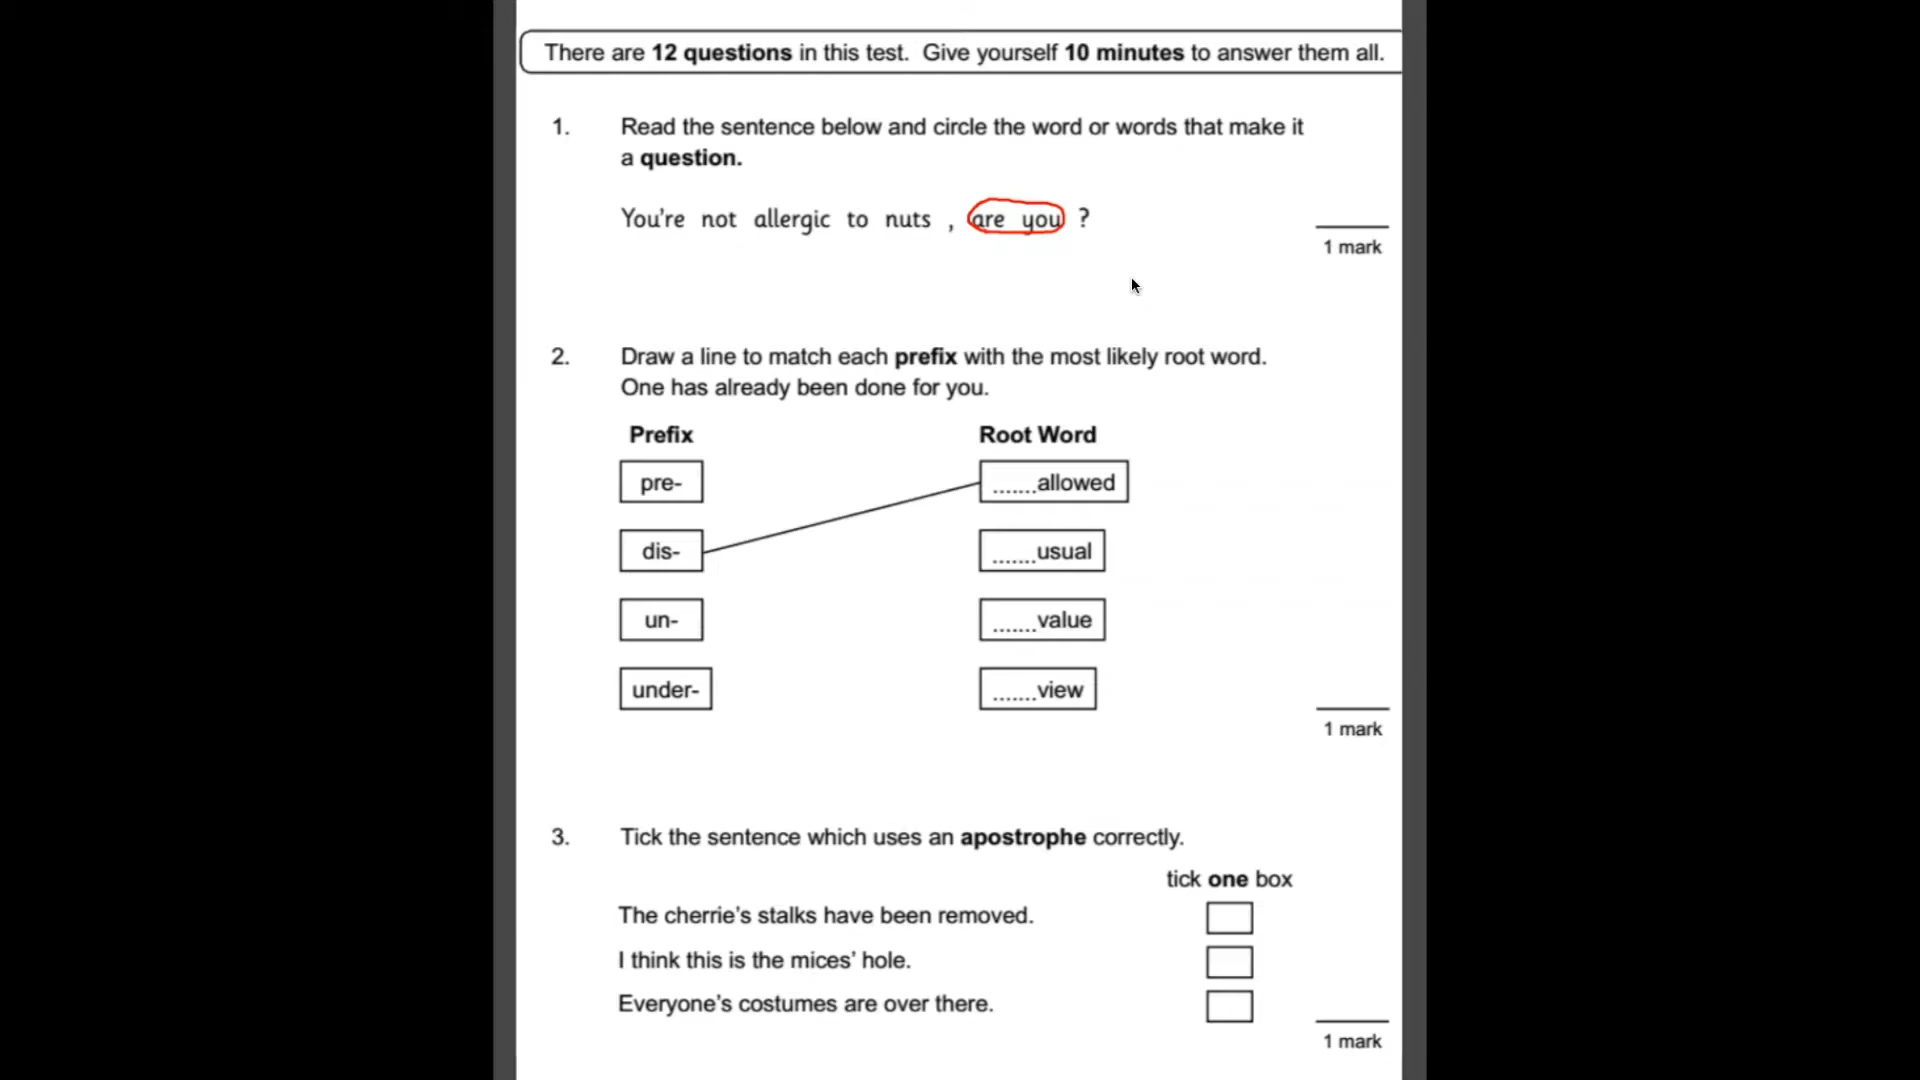 There are 12 questions in this test. Give yourself 10 minutes to answer them all.
1. Read the sentence below and circle the word or words that make it
a question.
You're not allergic to nuts , are you ?
1 mark
2. Draw a line to match each prefix with the most likely root word.
One has already been done for you.
Prefix Root Word
pre- .......allowed
dis- .......usual
un- .......value
under- .......view
1 mark
3. Tick the sentence which uses an apostrophe correctly.
tick one box
The cherrie's stalks have been removed.
I think this is the mices' hole.
Everyone's costumes are over there.
1 mark